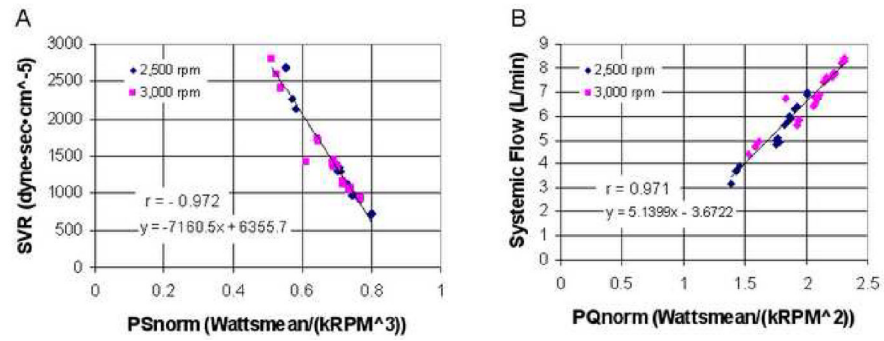 A
SVR (dyne•sec•cm^-5)
3000
2500
2000
1500
1000
500
0
2,500 rpm
3,000 rpm
r = - 0.972
y = -7160.5x + 6355.7
0 0.2 0.4 0.6 0.8 1
PSnorm (Wattsmean/(kRPM^3))
B
Systemic Flow (L/min)
9
8
7
6
5
4
3
2
1
0
2,500 rpm
3,000 rpm
r = 0.971
y = 5.1399x - 3.6722
0 0.5 1 1.5 2 2.5
PQnorm (Wattsmean/(kRPM^2))